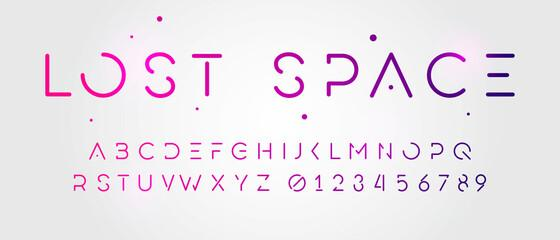 LOST SPACE
ABCDEFGHIJKLMNOPQ
RSTUVWXYZ 0123456789